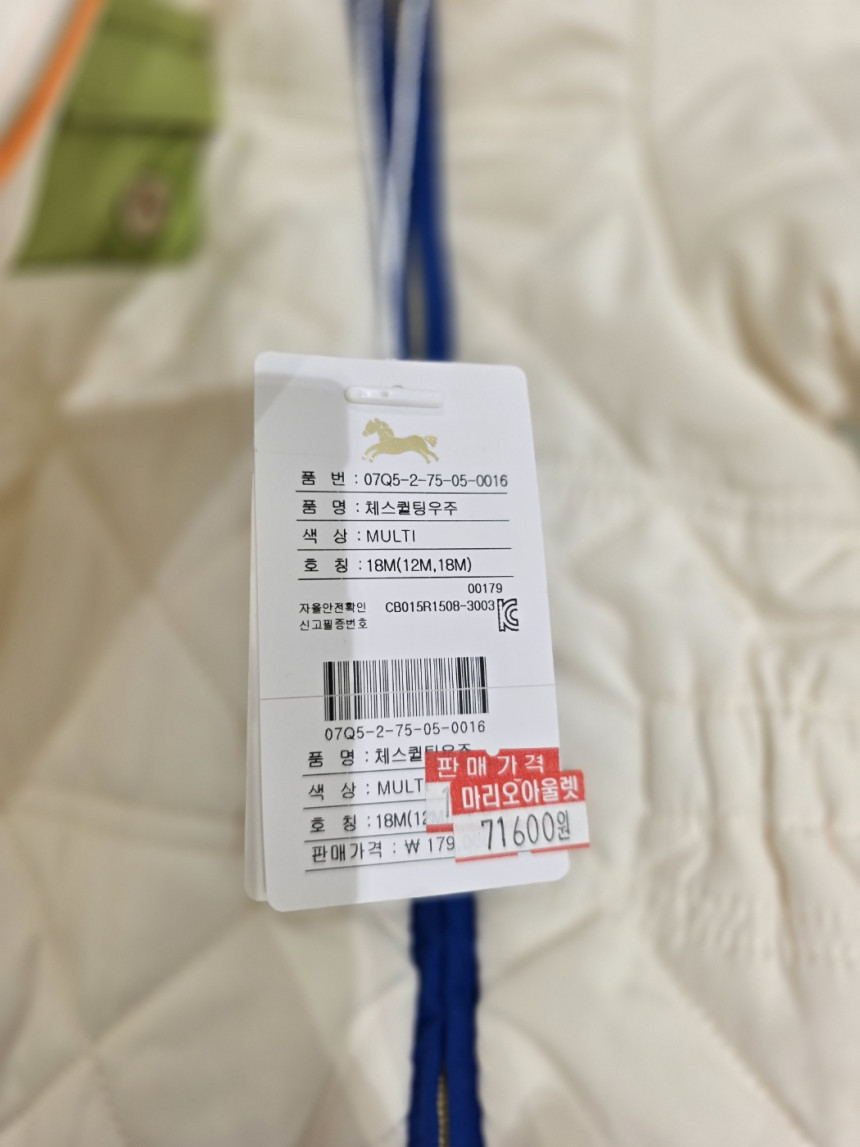 품 번 : 07Q5-2-75-05-0016
품 명 : 체스퀼팅우주
색 상 : MULTI
호 칭 : 18M(12M,18M)
00179
자율안전확인 CB015R1508-3003
신고필증번호
07Q5-2-75-05-0016
품 명 : 체스퀼팅우주
색 상 : MULTI
호 칭 : 18M(12M
판매가격 : ₩ 179
판매가격
마리오아울렛
71600원